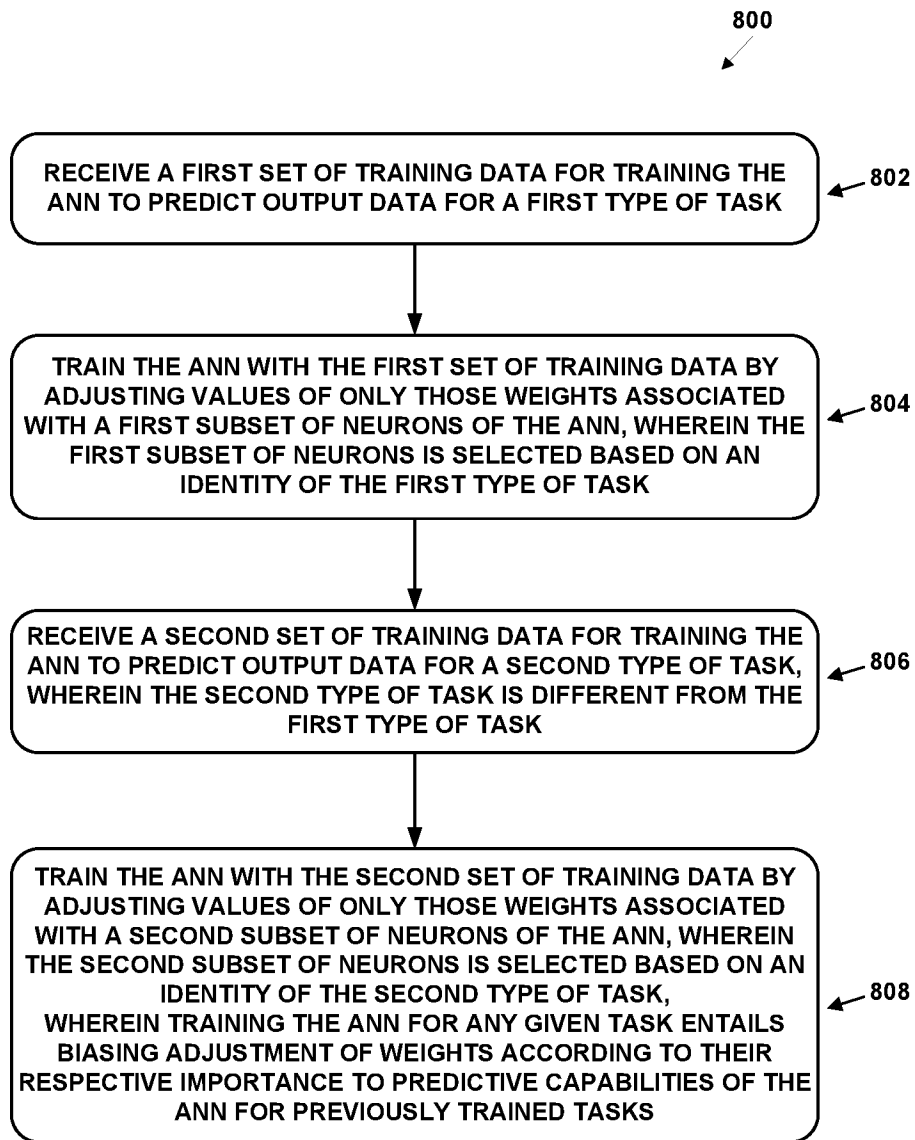 800
RECEIVE A FIRST SET OF TRAINING DATA FOR TRAINING THE
ANN TO PREDICT OUTPUT DATA FOR A FIRST TYPE OF TASK
802
TRAIN THE ANN WITH THE FIRST SET OF TRAINING DATA BY
ADJUSTING VALUES OF ONLY THOSE WEIGHTS ASSOCIATED
WITH A FIRST SUBSET OF NEURONS OF THE ANN, WHEREIN THE
FIRST SUBSET OF NEURONS IS SELECTED BASED ON AN
IDENTITY OF THE FIRST TYPE OF TASK
804
RECEIVE A SECOND SET OF TRAINING DATA FOR TRAINING THE
ANN TO PREDICT OUTPUT DATA FOR A SECOND TYPE OF TASK,
WHEREIN THE SECOND TYPE OF TASK IS DIFFERENT FROM THE
FIRST TYPE OF TASK
806
TRAIN THE ANN WITH THE SECOND SET OF TRAINING DATA BY
ADJUSTING VALUES OF ONLY THOSE WEIGHTS ASSOCIATED
WITH A SECOND SUBSET OF NEURONS OF THE ANN, WHEREIN
THE SECOND SUBSET OF NEURONS IS SELECTED BASED ON AN
IDENTITY OF THE SECOND TYPE OF TASK,
WHEREIN TRAINING THE ANN FOR ANY GIVEN TASK ENTAILS
BIASING ADJUSTMENT OF WEIGHTS ACCORDING TO THEIR
RESPECTIVE IMPORTANCE TO PREDICTIVE CAPABILITIES OF THE
ANN FOR PREVIOUSLY TRAINED TASKS
808